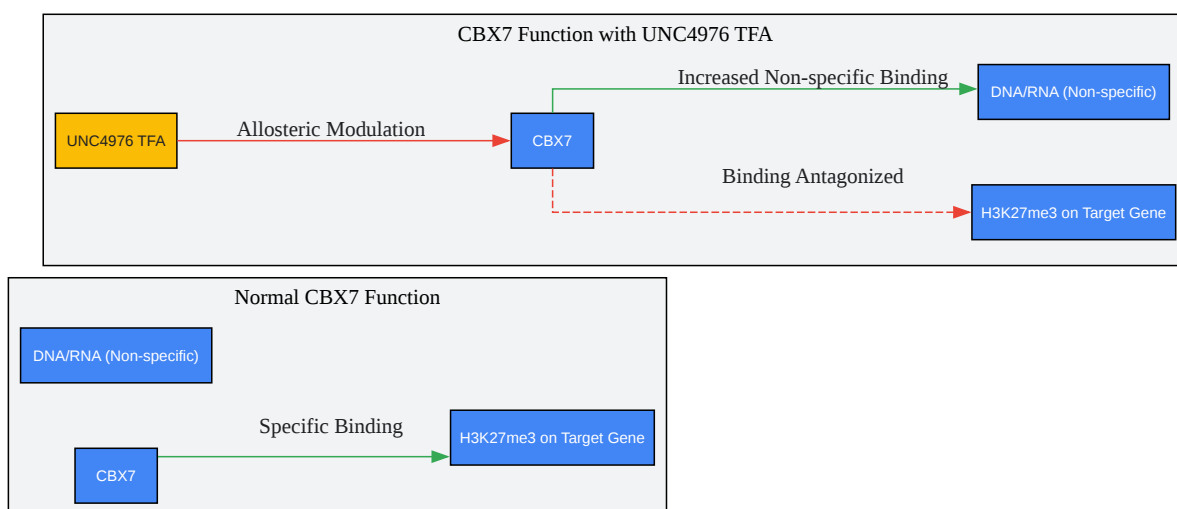 CBX7 Function with UNC4976 TFA
Increased Non-specific Binding
DNA/RNA (Non-specific)
UNC4976 TFA
Allosteric Modulation
CBX7
Binding Antagonized
H3K27me3 on Target Gene
Normal CBX7 Function
DNA/RNA (Non-specific)
Specific Binding
H3K27me3 on Target Gene
CBX7